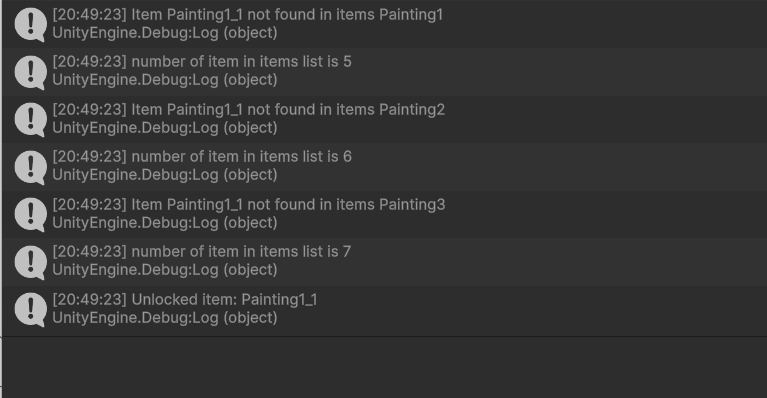 [20:49:23] Item Painting1_1 not found in items Painting1
UnityEngine.Debug:Log (object)
[20:49:23] number of item in items list is 5
UnityEngine.Debug:Log (object)
[20:49:23] Item Painting1_1 not found in items Painting2
UnityEngine.Debug:Log (object)
[20:49:23] number of item in items list is 6
UnityEngine.Debug:Log (object)
[20:49:23] Item Painting1_1 not found in items Painting3
UnityEngine.Debug:Log (object)
[20:49:23] number of item in items list is 7
UnityEngine.Debug:Log (object)
[20:49:23] Unlocked item: Painting1_1
UnityEngine.Debug:Log (object)